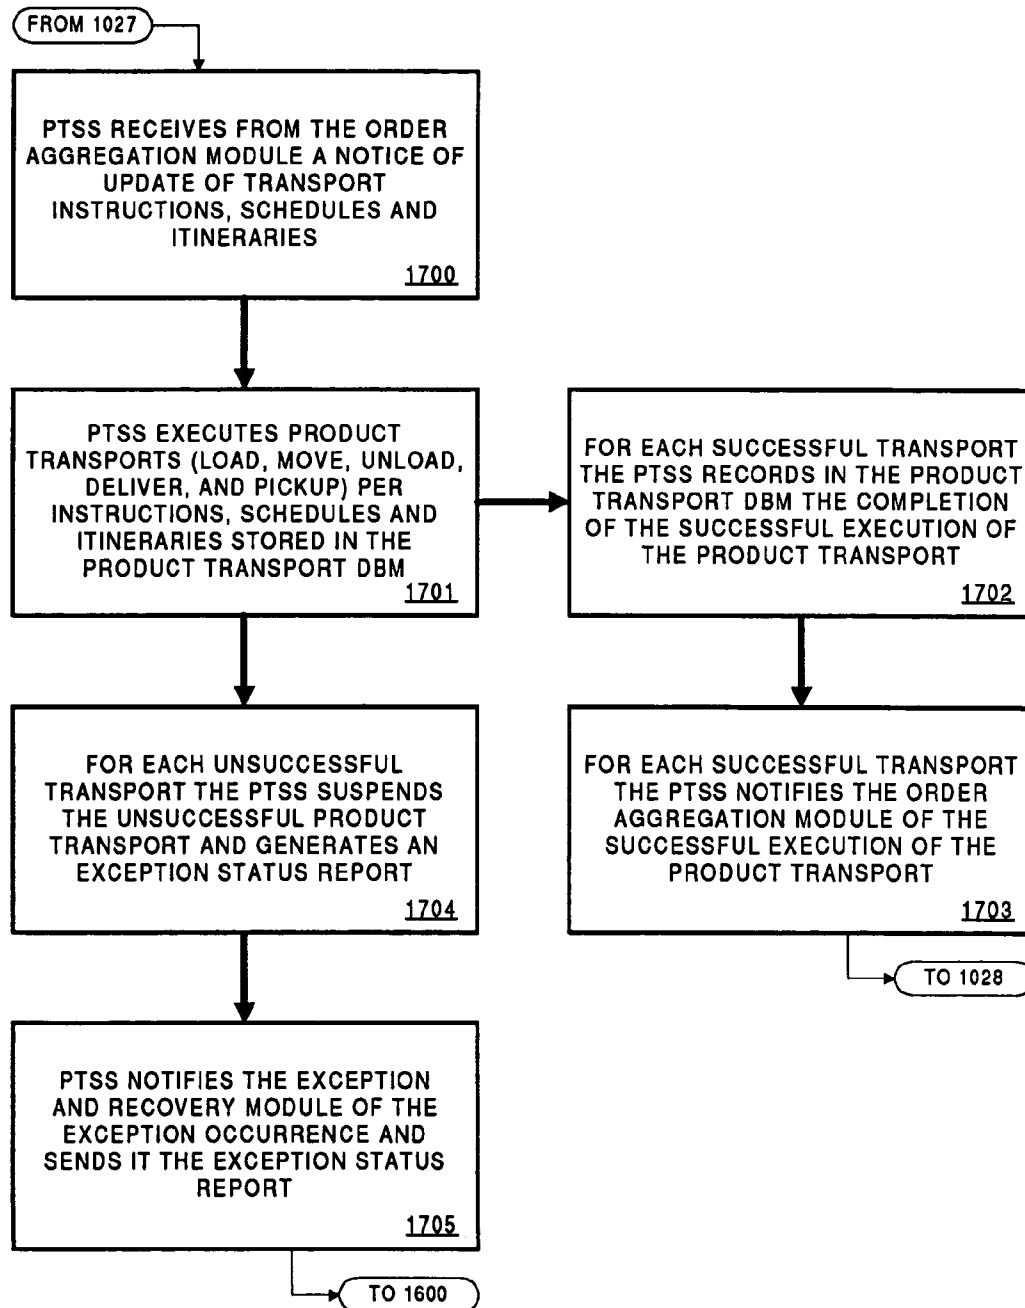 FROM 1027
PTSS RECEIVES FROM THE ORDER
AGGREGATION MODULE A NOTICE OF
UPDATE OF TRANSPORT
INSTRUCTIONS, SCHEDULES AND
ITINERARIES
1700
PTSS EXECUTES PRODUCT
TRANSPORTS (LOAD, MOVE, UNLOAD,
DELIVER, AND PICKUP) PER
INSTRUCTIONS, SCHEDULES AND
ITINERARIES STORED IN THE
PRODUCT TRANSPORT DBM
1701
FOR EACH SUCCESSFUL TRANSPORT
THE PTSS RECORDS IN THE PRODUCT
TRANSPORT DBM THE COMPLETION
OF THE SUCCESSFUL EXECUTION OF
THE PRODUCT TRANSPORT
1702
FOR EACH UNSUCCESSFUL
TRANSPORT THE PTSS SUSPENDS
THE UNSUCCESSFUL PRODUCT
TRANSPORT AND GENERATES AN
EXCEPTION STATUS REPORT
1704
FOR EACH SUCCESSFUL TRANSPORT
THE PTSS NOTIFIES THE ORDER
AGGREGATION MODULE OF THE
SUCCESSFUL EXECUTION OF THE
PRODUCT TRANSPORT
1703
TO 1028
PTSS NOTIFIES THE EXCEPTION
AND RECOVERY MODULE OF THE
EXCEPTION OCCURRENCE AND
SENDS IT THE EXCEPTION STATUS
REPORT
1705
TO 1600